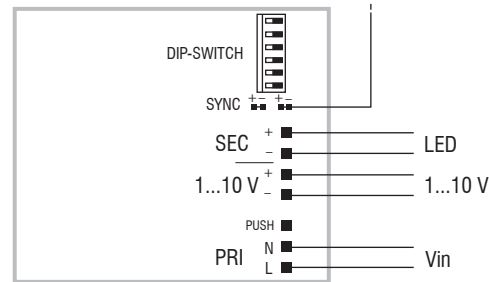 DIP-SWITCH
SYNC + - + -
SEC + - LED
1...10 V + - 1...10 V
PUSH
PRI N L Vin